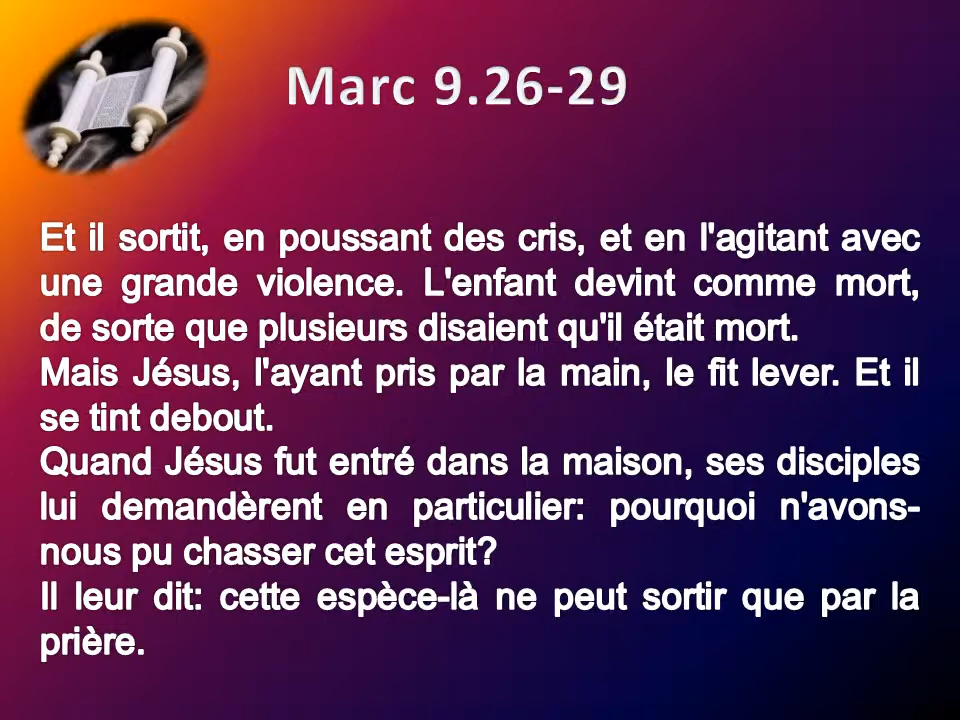 Marc 9.26-29
Et il sortit, en poussant des cris, et en l'agitant avec
une grande violence. L'enfant devint comme mort,
de sorte que plusieurs disaient qu'il était mort.
Mais Jésus, l'ayant pris par la main, le fit lever. Et il
se tint debout.
Quand Jésus fut entré dans la maison, ses disciples
lui demandèrent en particulier: pourquoi n'avons-
nous pu chasser cet esprit?
Il leur dit: cette espèce-là ne peut sortir que par la
prière.